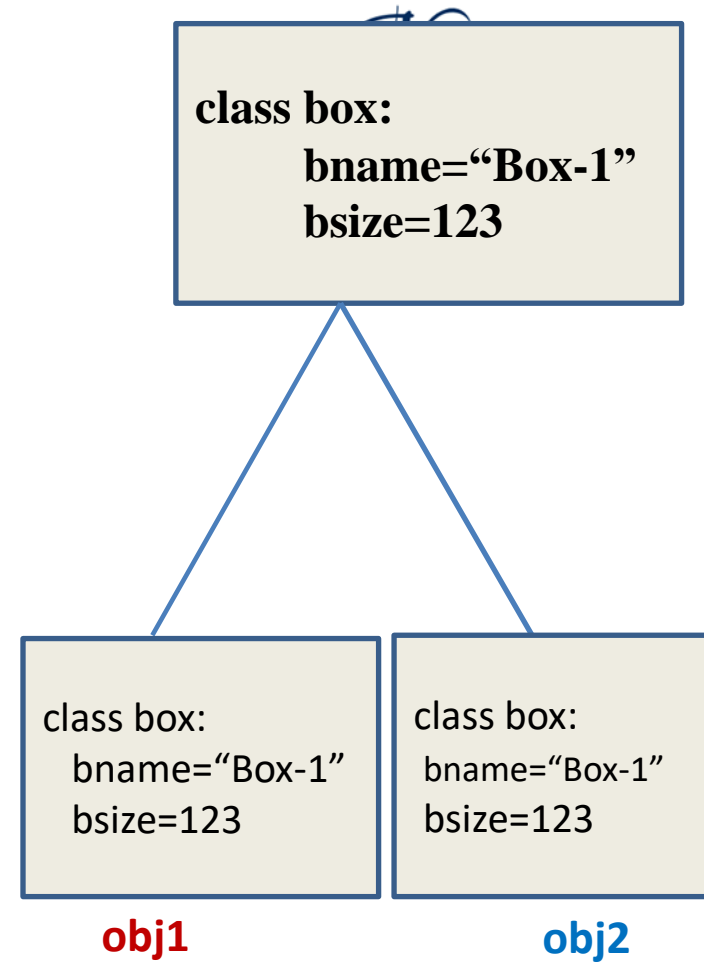 class box:
bname=“Box-1”
bsize=123
class box:
bname=“Box-1”
bsize=123
obj1
class box:
bname=“Box-1”
bsize=123
obj2